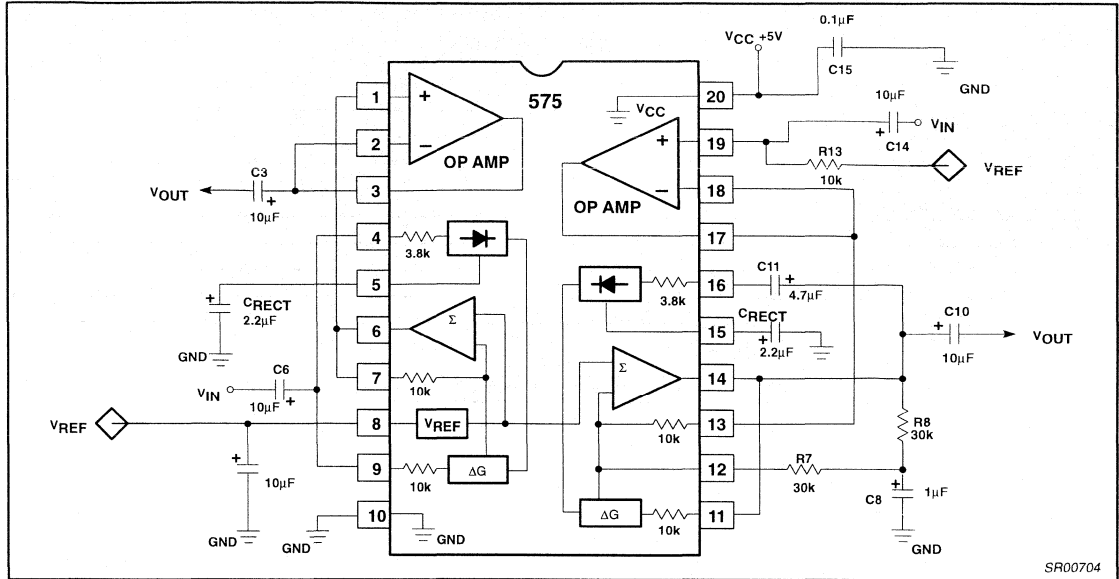 575
VCC +5V
0.1µF
C15
GND
VCC
10µF
C14
VIN
R13
10k
VREF
1
2
3
4
5
6
7
8
9
10
20
19
18
17
16
15
14
13
12
11
+
−
OP AMP
+
−
OP AMP
C3
10µF
+
VOUT
3.8k
CRECT
2.2µF
+
GND
Σ
10k
VIN
C6
10µF
+
VREF
VREF
10µF
+
GND
10k
ΔG
GND
GND
3.8k
C11
+
4.7µF
CRECT
+
2.2µF
C10
+
10µF
VOUT
Σ
10k
R8
30k
R7
30k
C8
+
1µF
GND
ΔG
10k
+
SR00704